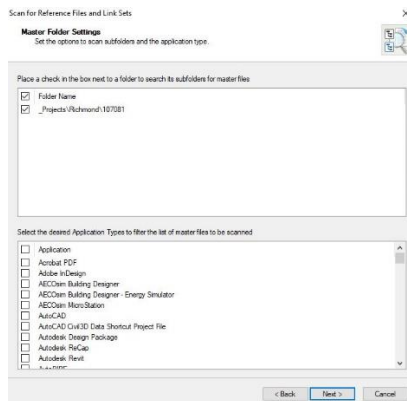 Scan for Reference Files and Link Sets
Master Folder Settings
Set the options to scan subfolders and the application type.
Place a check in the box next to a folder to search its subfolders for master files
Folder Name
_Projects\Richmond\107081
Select the desired Application Types to filter the list of master files to be scanned
Application
Acrobat PDF
Adobe InDesign
AECOsim Building Designer
AECOsim Building Designer - Energy Simulator
AECOsim MicroStation
AutoCAD
AutoCAD Civil3D Data Shortcut Project File
Autodesk Design Package
Autodesk ReCap
Autodesk Revit
< Back
Next >
Cancel